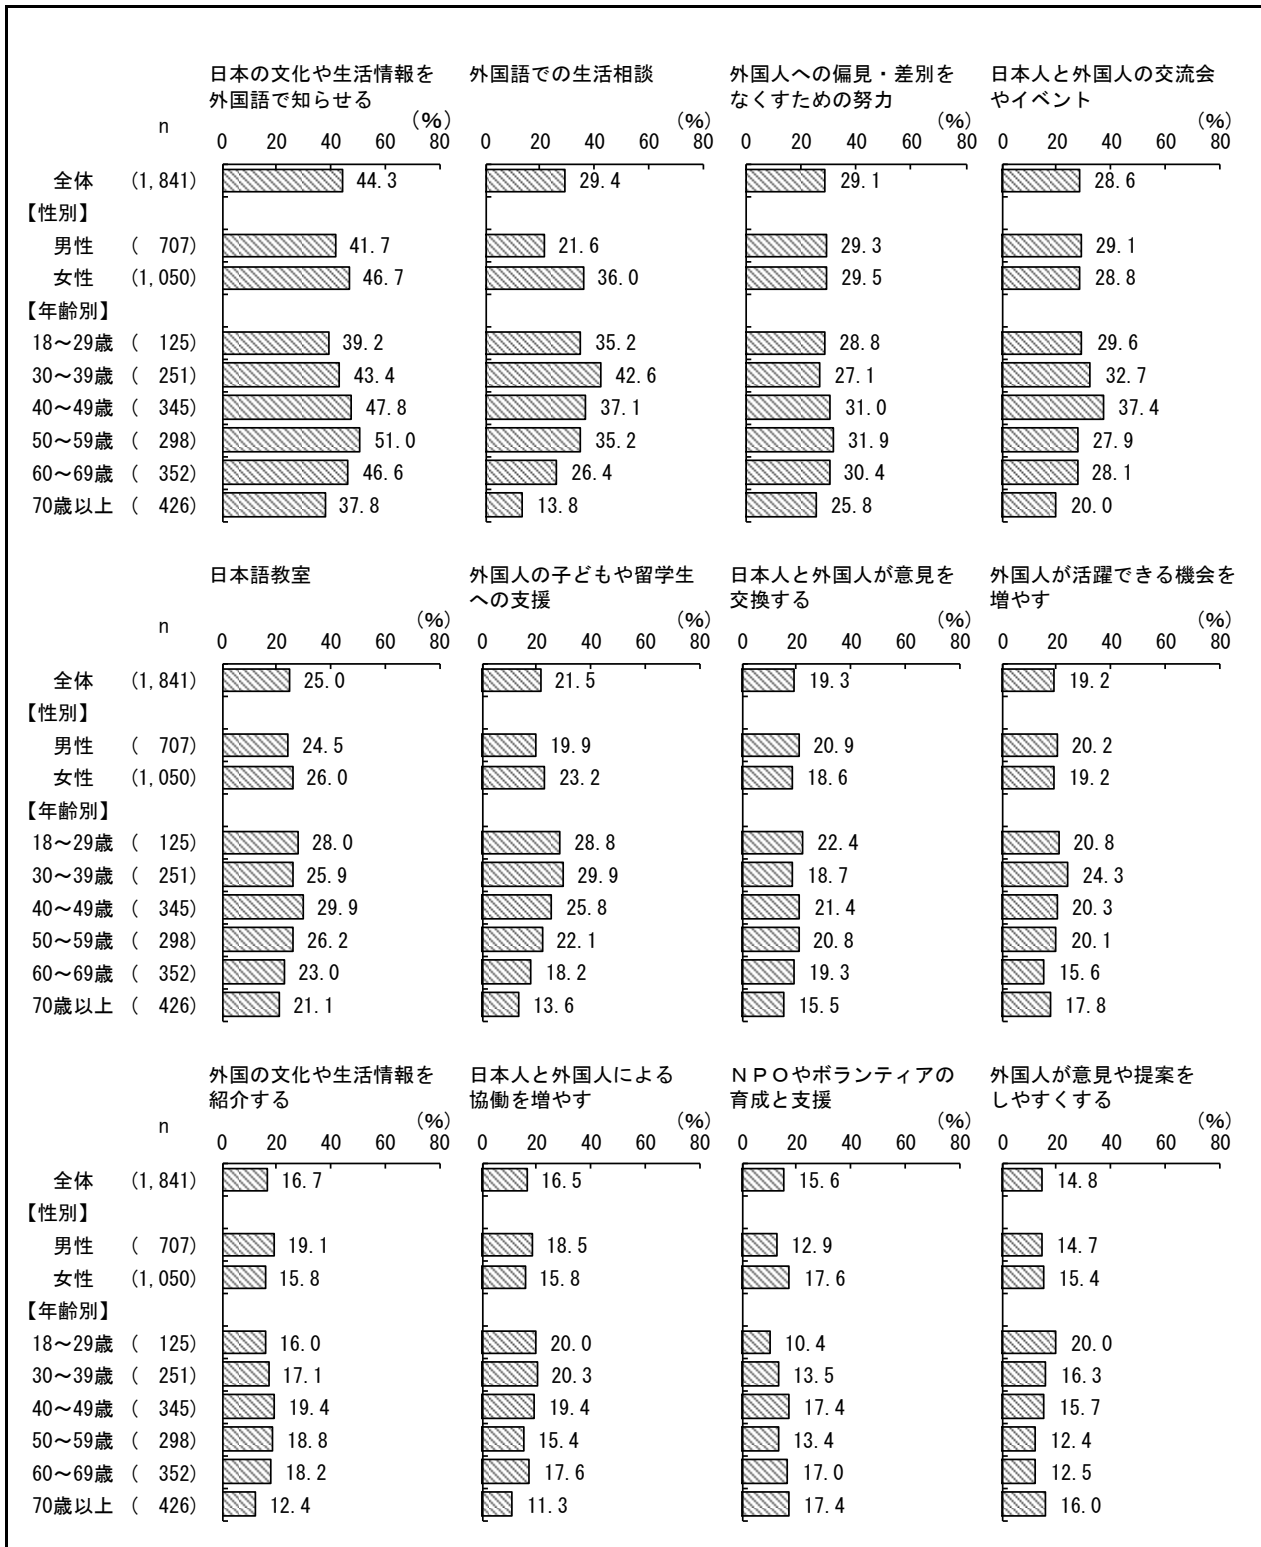 日本の文化や生活情報を 外国語での生活相談 外国人への偏見・差別を 日本人と外国人の交流会
外国語で知らせる なくすための努力 やイベント
n (%) (%) (%) (%)
0 20 40 60 80 0 20 40 60 80 0 20 40 60 80 0 20 40 60 80
全体 (1,841) 44.3 29.4 29.1 28.6
【性別】
男性 ( 707) 41.7 21.6 29.3 29.1
女性 (1,050) 46.7 36.0 29.5 28.8
【年齢別】
18〜29歳 ( 125) 39.2 35.2 28.8 29.6
30〜39歳 ( 251) 43.4 42.6 27.1 32.7
40〜49歳 ( 345) 47.8 37.1 31.0 37.4
50〜59歳 ( 298) 51.0 35.2 31.9 27.9
60〜69歳 ( 352) 46.6 26.4 30.4 28.1
70歳以上 ( 426) 37.8 13.8 25.8 20.0
日本語教室 外国人の子どもや留学生 日本人と外国人が意見を 外国人が活躍できる機会を
への支援 交換する 増やす
n (%) (%) (%) (%)
0 20 40 60 80 0 20 40 60 80 0 20 40 60 80 0 20 40 60 80
全体 (1,841) 25.0 21.5 19.3 19.2
【性別】
男性 ( 707) 24.5 19.9 20.9 20.2
女性 (1,050) 26.0 23.2 18.6 19.2
【年齢別】
18〜29歳 ( 125) 28.0 28.8 22.4 20.8
30〜39歳 ( 251) 25.9 29.9 18.7 24.3
40〜49歳 ( 345) 29.9 25.8 21.4 20.3
50〜59歳 ( 298) 26.2 22.1 20.8 20.1
60〜69歳 ( 352) 23.0 18.2 19.3 15.6
70歳以上 ( 426) 21.1 13.6 15.5 17.8
外国の文化や生活情報を 日本人と外国人による NPOやボランティアの 外国人が意見や提案を
紹介する 協働を増やす 育成と支援 しやすくする
n (%) (%) (%) (%)
0 20 40 60 80 0 20 40 60 80 0 20 40 60 80 0 20 40 60 80
全体 (1,841) 16.7 16.5 15.6 14.8
【性別】
男性 ( 707) 19.1 18.5 12.9 14.7
女性 (1,050) 15.8 15.8 17.6 15.4
【年齢別】
18〜29歳 ( 125) 16.0 20.0 10.4 20.0
30〜39歳 ( 251) 17.1 20.3 13.5 16.3
40〜49歳 ( 345) 19.4 19.4 17.4 15.7
50〜59歳 ( 298) 18.8 15.4 13.4 12.4
60〜69歳 ( 352) 18.2 17.6 17.0 12.5
70歳以上 ( 426) 12.4 11.3 17.4 16.0